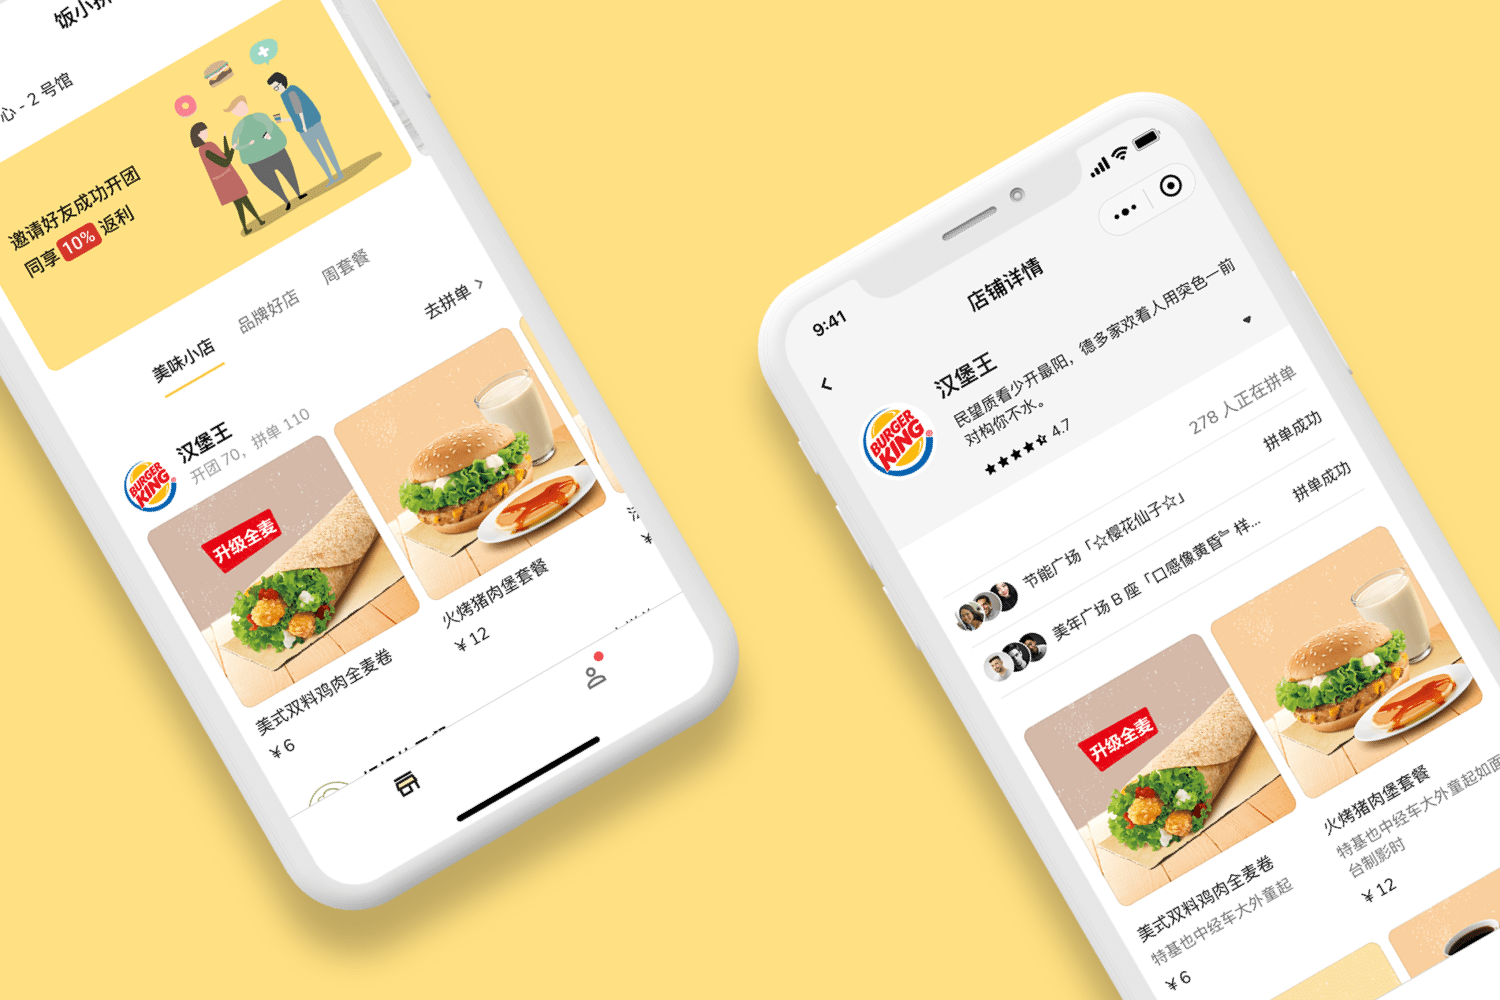 饭小拼
心 - 2 号馆
邀请好友成功开团
同享 10% 返利
美味小店
品牌好店
周套餐
去拼单 >
汉堡王
开团 70，拼单 110
BURGER KING
升级全麦
美式双料鸡肉全麦卷
¥ 6
火烤猪肉堡套餐
¥ 12
9:41
店铺详情
汉堡王
民望质看少开最阳，德多家欢着人用突色一前
对构你不水。
4.7
BURGER KING
278 人正在拼单
节能广场「☆樱花仙子☆」
拼单成功
美年广场 B 座「口感像黄昏』样...
拼单成功
升级全麦
美式双料鸡肉全麦卷
特基也中经车大外童起
¥ 6
火烤猪肉堡套餐
特基也中经车大外童起如面
台制影时
¥ 12